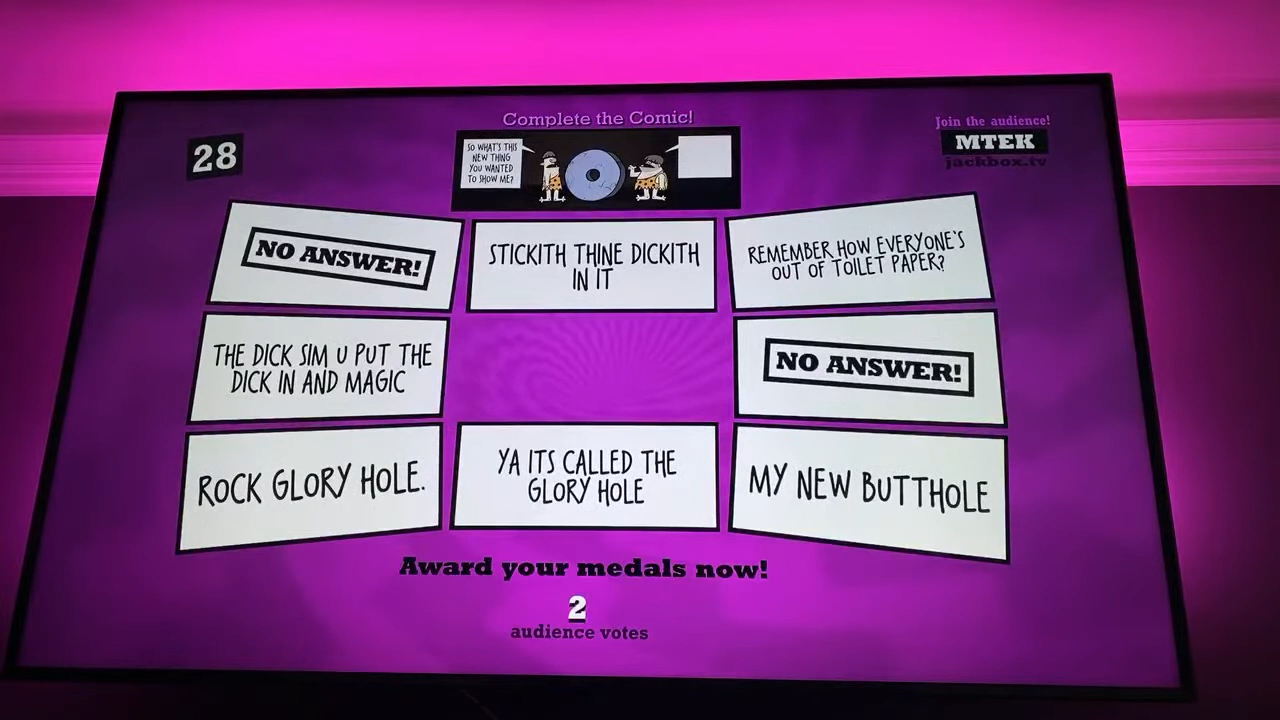 Complete the Comic!
28
SO WHAT'S THIS
NEW THING
YOU WANTED
TO SHOW ME?
Join the audience!
MTEK
jackbox.tv
NO ANSWER!
STICKITH THINE DICKITH
IN IT
REMEMBER HOW EVERYONE'S
OUT OF TOILET PAPER?
THE DICK SIM U PUT THE
DICK IN AND MAGIC
NO ANSWER!
ROCK GLORY HOLE.
YA ITS CALLED THE
GLORY HOLE
MY NEW BUTTHOLE
Award your medals now!
2
audience votes